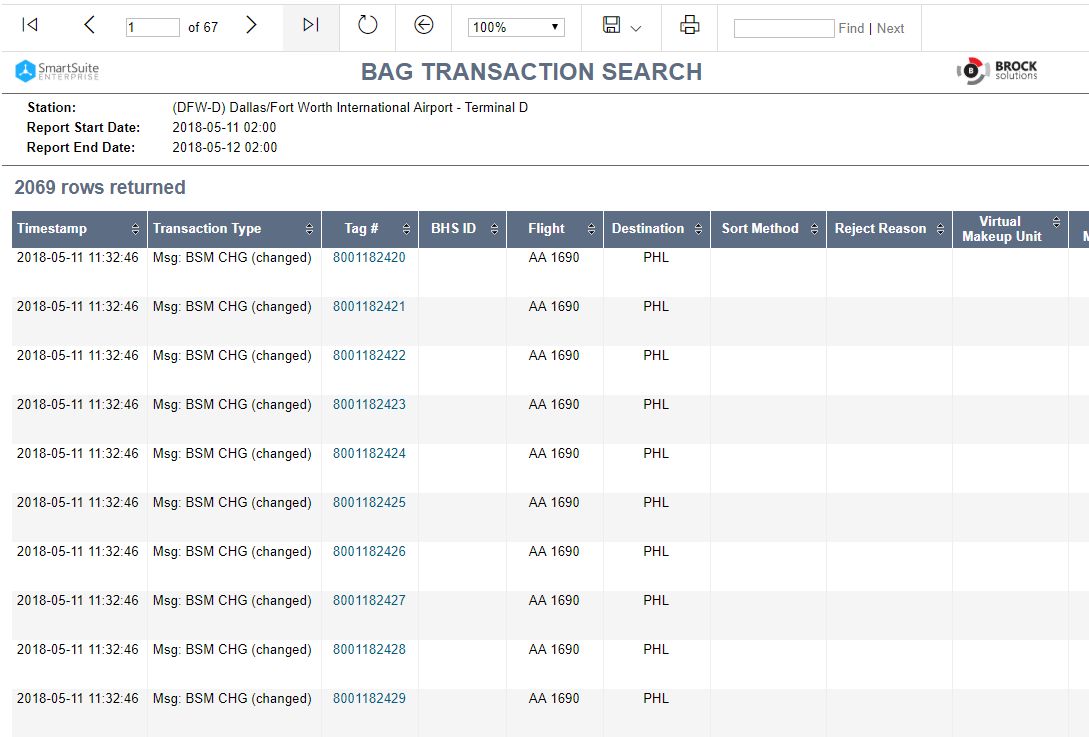 1 of 67 100% Find | Next
SmartSuite
ENTERPRISE
BAG TRANSACTION SEARCH
B BROCK
solutions
Station: (DFW-D) Dallas/Fort Worth International Airport - Terminal D
Report Start Date: 2018-05-11 02:00
Report End Date: 2018-05-12 02:00
2069 rows returned
Timestamp Transaction Type Tag # BHS ID Flight Destination Sort Method Reject Reason Virtual
Makeup Unit
2018-05-11 11:32:46 Msg: BSM CHG (changed) 8001182420 AA 1690 PHL
2018-05-11 11:32:46 Msg: BSM CHG (changed) 8001182421 AA 1690 PHL
2018-05-11 11:32:46 Msg: BSM CHG (changed) 8001182422 AA 1690 PHL
2018-05-11 11:32:46 Msg: BSM CHG (changed) 8001182423 AA 1690 PHL
2018-05-11 11:32:46 Msg: BSM CHG (changed) 8001182424 AA 1690 PHL
2018-05-11 11:32:46 Msg: BSM CHG (changed) 8001182425 AA 1690 PHL
2018-05-11 11:32:46 Msg: BSM CHG (changed) 8001182426 AA 1690 PHL
2018-05-11 11:32:46 Msg: BSM CHG (changed) 8001182427 AA 1690 PHL
2018-05-11 11:32:46 Msg: BSM CHG (changed) 8001182428 AA 1690 PHL
2018-05-11 11:32:46 Msg: BSM CHG (changed) 8001182429 AA 1690 PHL